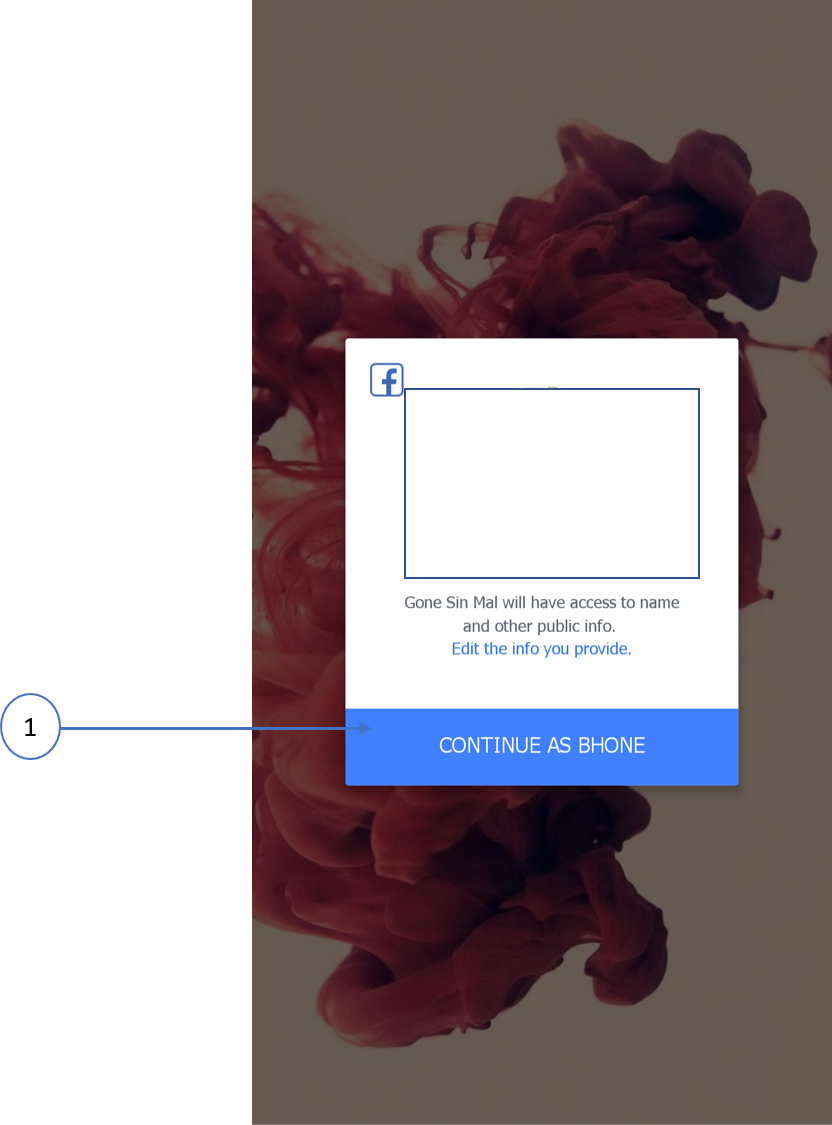 f
Gone Sin Mal will have access to name
and other public info.
Edit the info you provide.
1
CONTINUE AS BHONE